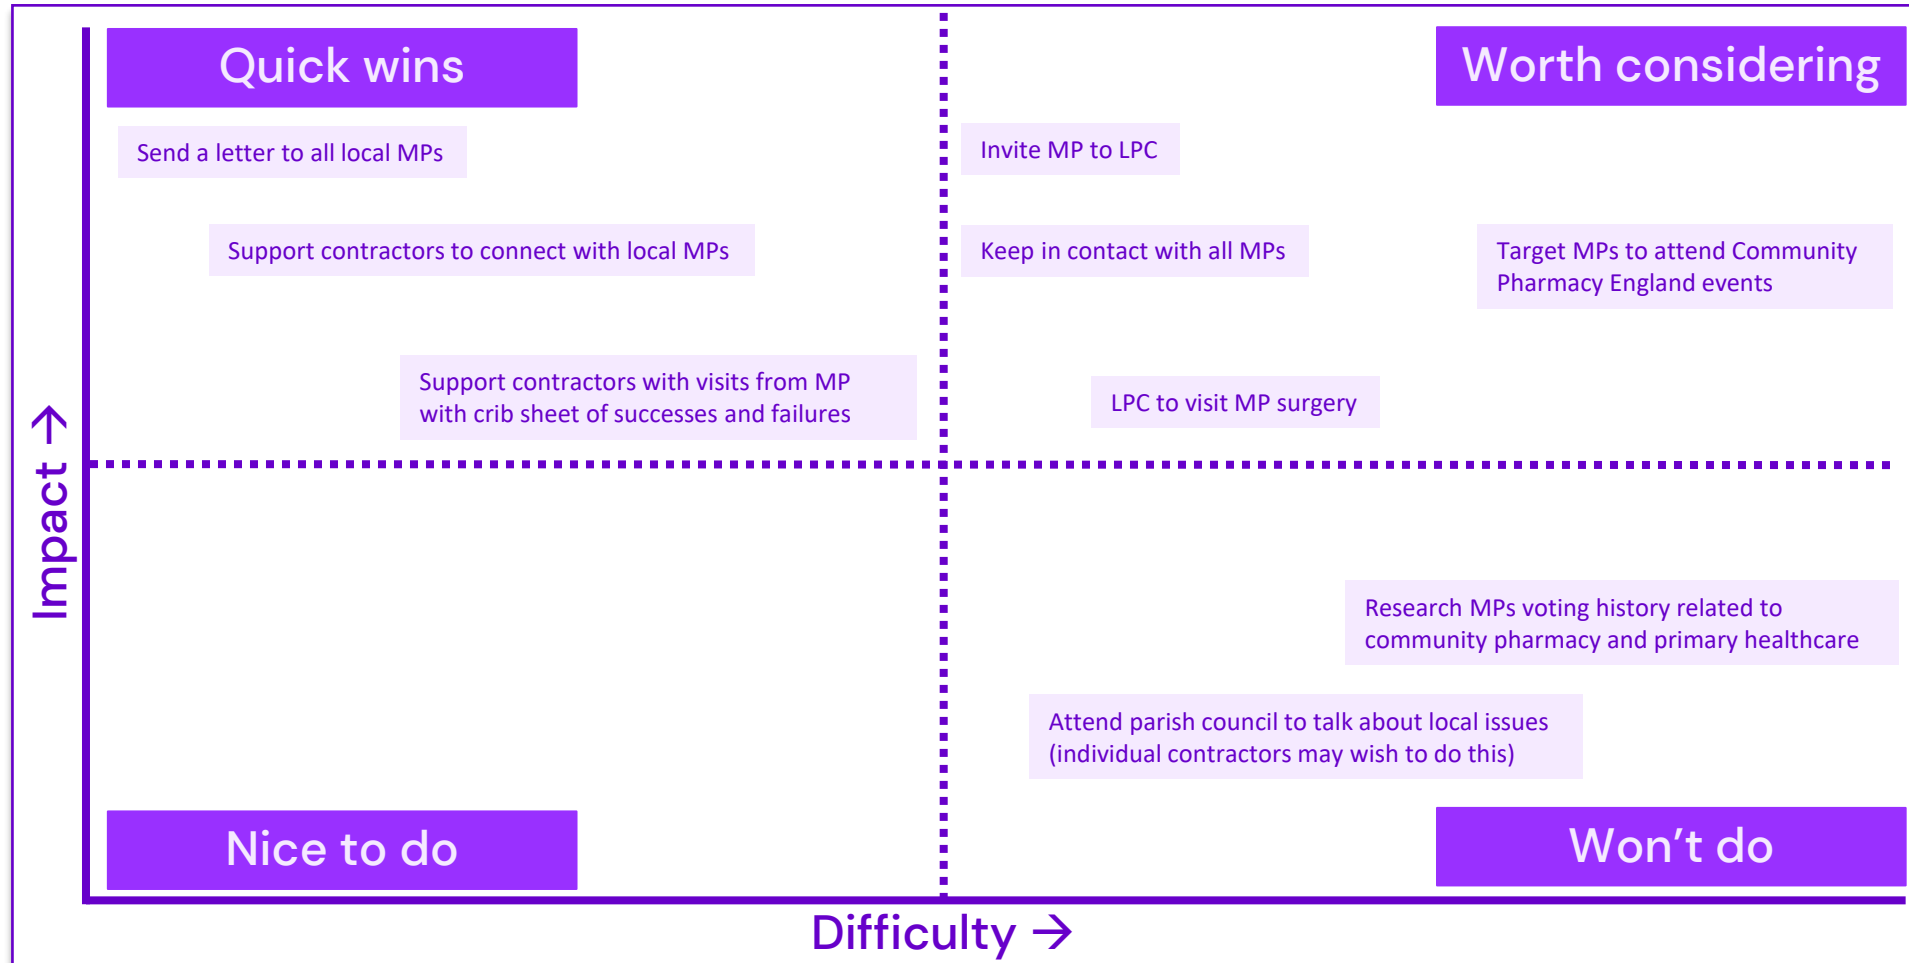 Quick wins
Worth considering
Send a letter to all local MPs
Invite MP to LPC
Support contractors to connect with local MPs
Keep in contact with all MPs
Target MPs to attend Community
Pharmacy England events
Support contractors with visits from MP
with crib sheet of successes and failures
LPC to visit MP surgery
Impact →
Research MPs voting history related to
community pharmacy and primary healthcare
Attend parish council to talk about local issues
(individual contractors may wish to do this)
Nice to do
Won’t do
Difficulty →